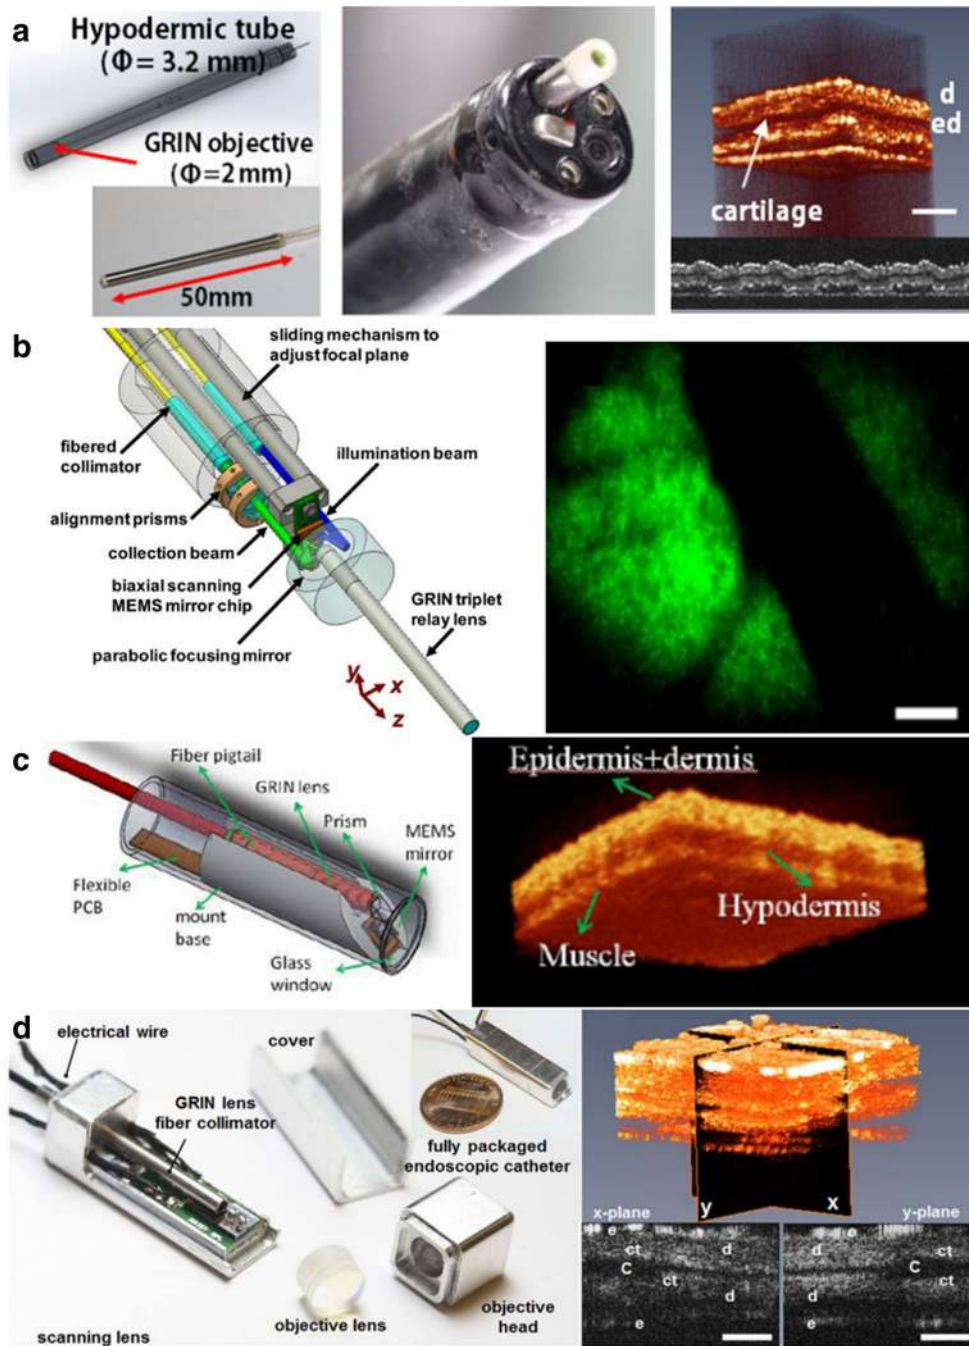 a
Hypodermic tube
(Φ= 3.2 mm)
GRIN objective
(Φ=2 mm)
50mm
d
ed
cartilage
b
sliding mechanism to
adjust focal plane
fibered
collimator
illumination beam
alignment prisms
collection beam
biaxial scanning
MEMS mirror chip
GRIN triplet
relay lens
parabolic focusing mirror
y
x
z
c
Fiber pigtail
GRIN lens
Prism
MEMS
mirror
Flexible
PCB
mount
base
Glass
window
Epidermis+dermis
Hypodermis
Muscle
d
electrical wire
cover
GRIN lens
fiber collimator
fully packaged
endoscopic catheter
objective lens
objective
head
scanning lens
y
x
x-plane
y-plane
e
ct
d
C
ct
d
e
e
d
ct
C
ct
d
e